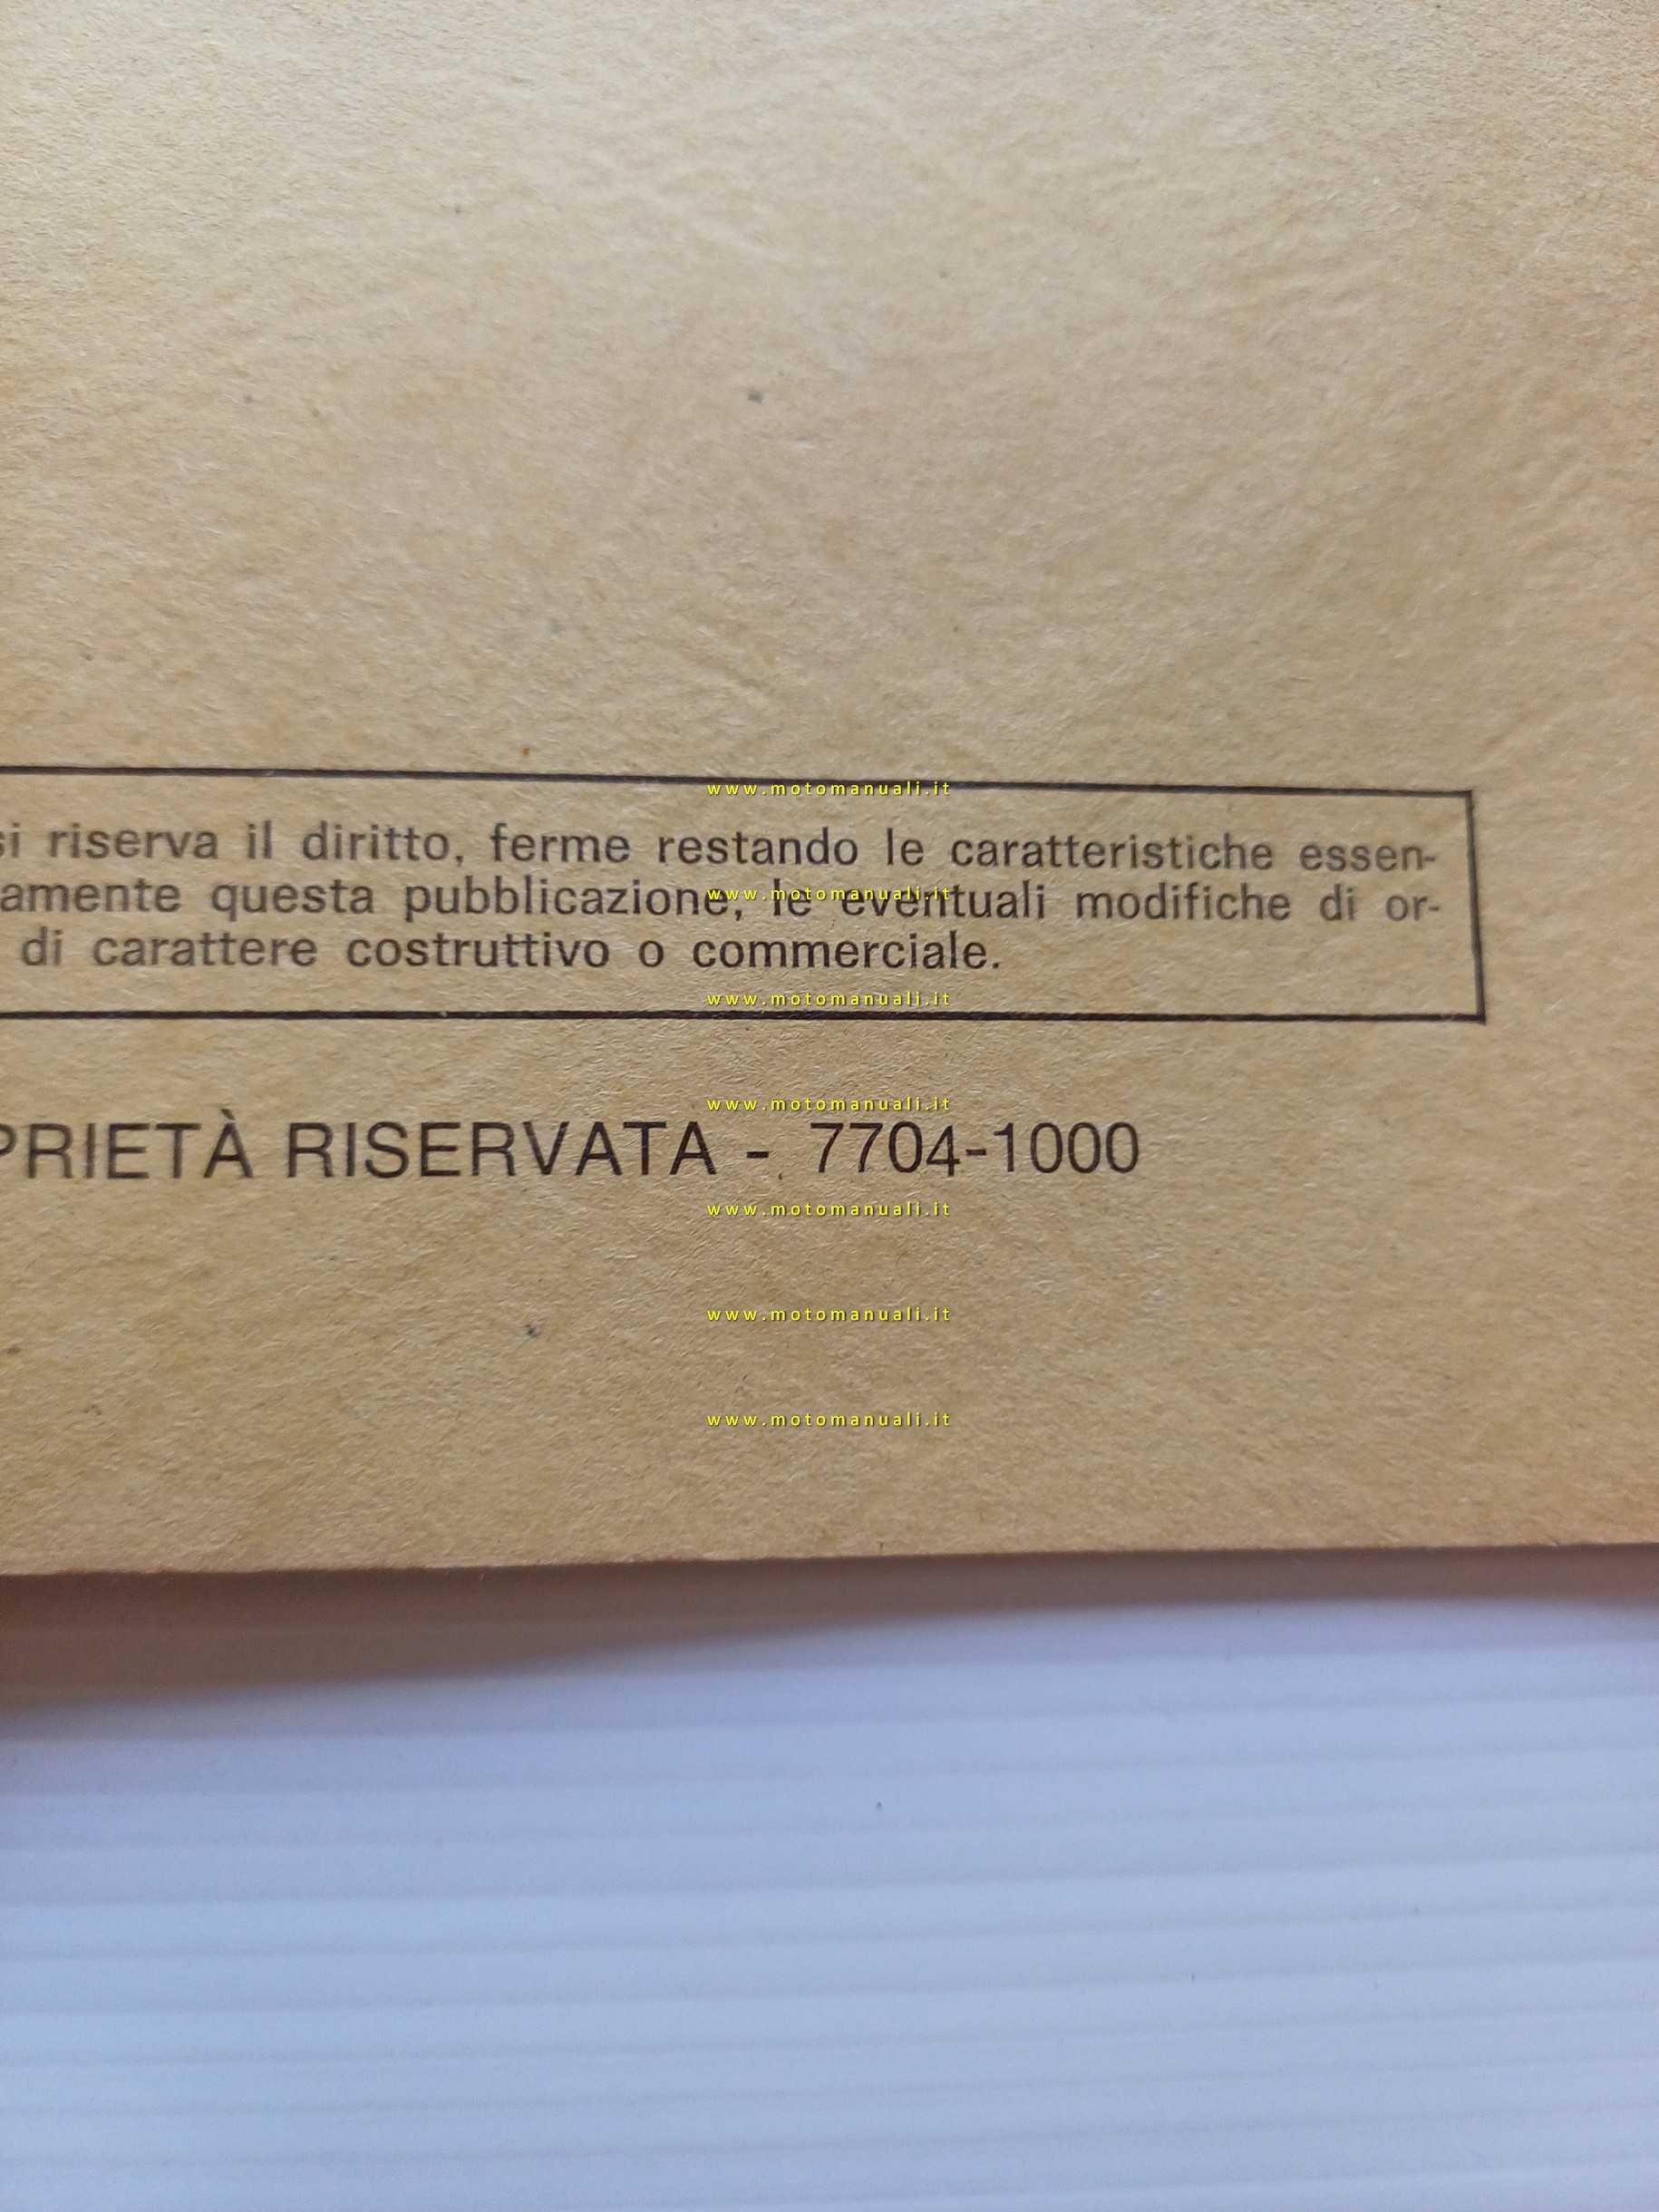 www.motomanuali.it
si riserva il diritto, ferme restando le caratteristiche essen-
amente questa pubblicazione, le eventuali modifiche di or-
www.motomanuali.it
di carattere costruttivo o commerciale.
www.motomanuali.it
www.motomanuali.it
PRIETÀ RISERVATA - 7704-1000
www.motomanuali.it
www.motomanuali.it
www.motomanuali.it